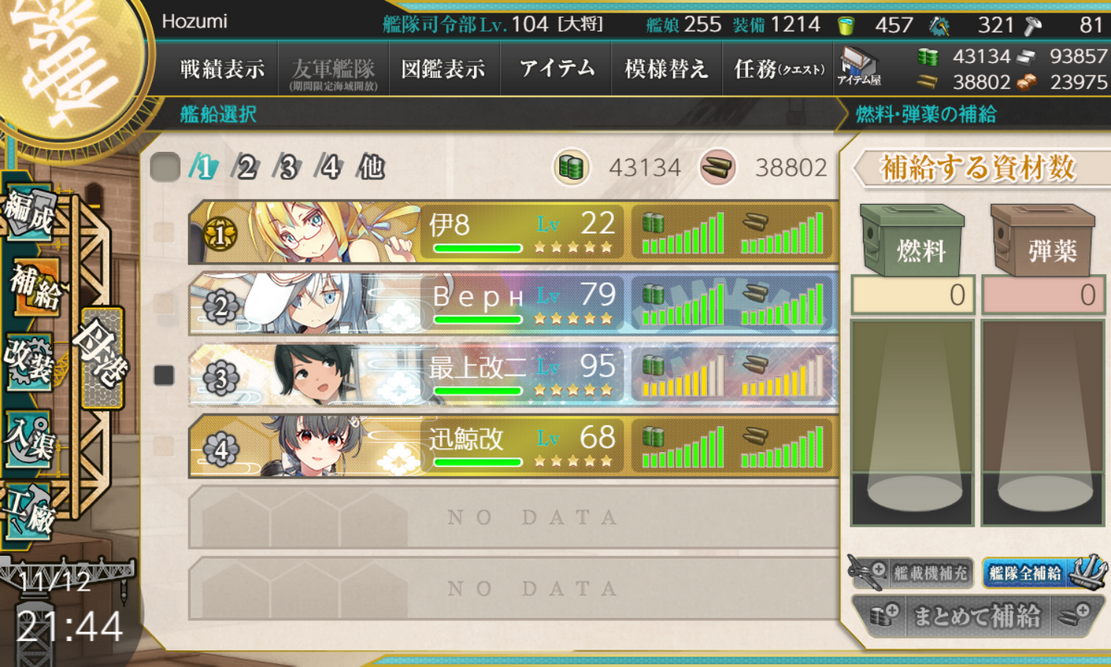 補給
Hozumi
艦隊司令部Lv.104 [大将]
艦娘 255 装備 1214
457
321
81
戦績表示
友軍艦隊
(期間限定海域開放)
図鑑表示
アイテム
模様替え
任務(クエスト)
アイテム屋
43134 93857
38802 23975
艦船選択
燃料・弾薬の補給
1 2 3 4 他
43134
38802
補給する資材数
編成
補給
改装
入渠
工廠
母港
1 伊8 Lv 22
2 Верн Lv 79
3 最上改二 Lv 95
4 迅鯨改 Lv 68
NO DATA
NO DATA
燃料
弾薬
0
0
艦載機補充
艦隊全補給
まとめて補給
11/12
21:44